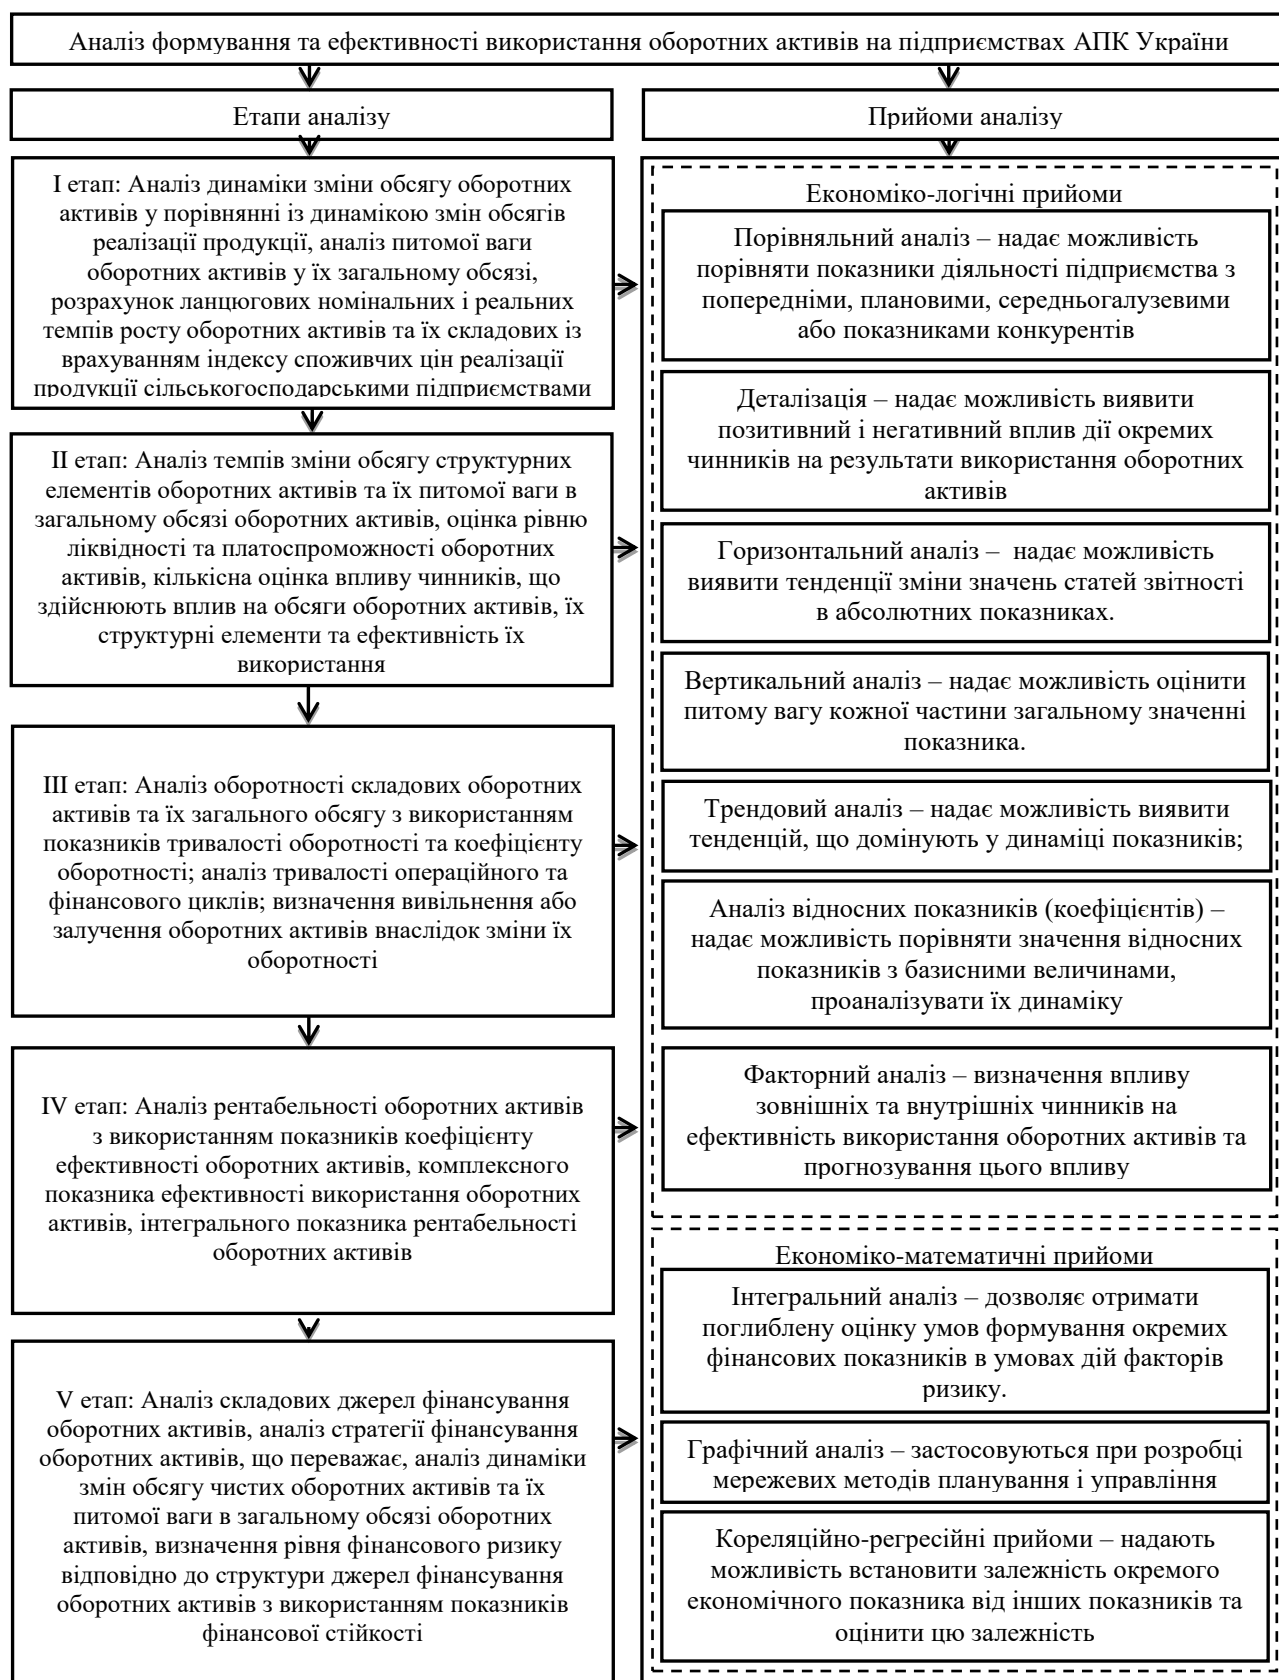 Аналіз формування та ефективності використання оборотних активів на підприємствах АПК України
Етапи аналізу
І етап: Аналіз динаміки зміни обсягу оборотних
активів у порівнянні із динамікою змін обсягів
реалізації продукції, аналіз питомої ваги
оборотних активів у їх загальному обсязі,
розрахунок ланцюгових номінальних і реальних
темпів росту оборотних активів та їх складових із
врахуванням індексу споживчих цін реалізації
продукції сільськогосподарськими підприємствами
ІІ етап: Аналіз темпів зміни обсягу структурних
елементів оборотних активів та їх питомої ваги в
загальному обсязі оборотних активів, оцінка рівню
ліквідності та платоспроможності оборотних
активів, кількісна оцінка впливу чинників, що
здійснюють вплив на обсяги оборотних активів, їх
структурні елементи та ефективність їх
використання
ІІІ етап: Аналіз оборотності складових оборотних
активів та їх загального обсягу з використанням
показників тривалості оборотності та коефіцієнту
оборотності; аналіз тривалості операційного та
фінансового циклів; визначення вивільнення або
залучення оборотних активів внаслідок зміни їх
оборотності
IV етап: Аналіз рентабельності оборотних активів
з використанням показників коефіцієнту
ефективності оборотних активів, комплексного
показника ефективності використання оборотних
активів, інтегрального показника рентабельності
оборотних активів
V етап: Аналіз складових джерел фінансування
оборотних активів, аналіз стратегії фінансування
оборотних активів, що переважає, аналіз динаміки
змін обсягу чистих оборотних активів та їх
питомої ваги в загальному обсязі оборотних
активів, визначення рівня фінансового ризику
відповідно до структури джерел фінансування
оборотних активів з використанням показників
фінансової стійкості
Прийоми аналізу
Економіко-логічні прийоми
Порівняльний аналіз – надає можливість
порівняти показники діяльності підприємства з
попередніми, плановими, середньогалузевими
або показниками конкурентів
Деталізація – надає можливість виявити
позитивний і негативний вплив дії окремих
чинників на результати використання оборотних
активів
Горизонтальний аналіз – надає можливість
виявити тенденції зміни значень статей звітності
в абсолютних показниках.
Вертикальний аналіз – надає можливість оцінити
питому вагу кожної частини загальному значенні
показника.
Трендовий аналіз – надає можливість виявити
тенденцій, що домінують у динаміці показників;
Аналіз відносних показників (коефіцієнтів) –
надає можливість порівняти значення відносних
показників з базисними величинами,
проаналізувати їх динаміку
Факторний аналіз – визначення впливу
зовнішніх та внутрішніх чинників на
ефективність використання оборотних активів та
прогнозування цього впливу
Економіко-математичні прийоми
Інтегральний аналіз – дозволяє отримати
поглиблену оцінку умов формування окремих
фінансових показників в умовах дій факторів
ризику.
Графічний аналіз – застосовуються при розробці
мережевих методів планування і управління
Кореляційно-регресійні прийоми – надають
можливість встановити залежність окремого
економічного показника від інших показників та
оцінити цю залежність